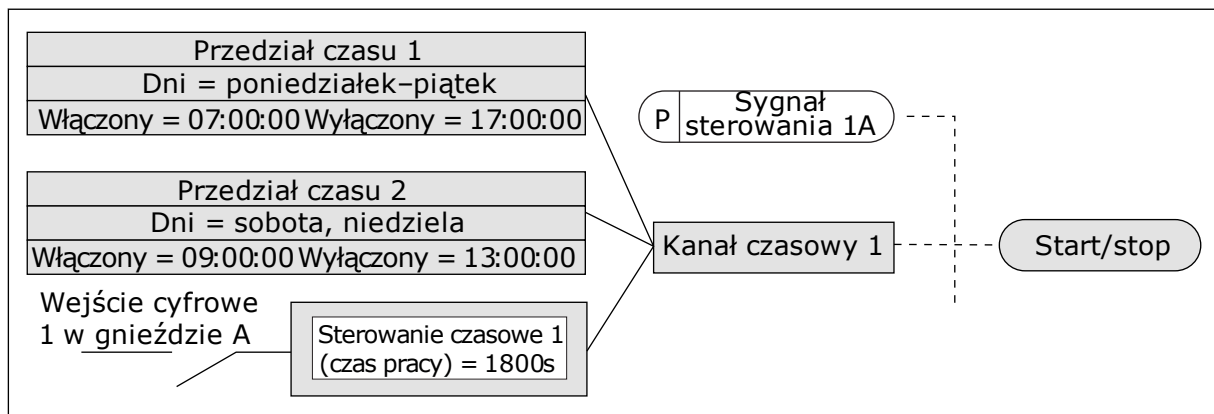 Przedział czasu 1
Dni = poniedziałek–piątek
Włączony = 07:00:00 Wyłączony = 17:00:00
P
Sygnał
sterowania 1A
Przedział czasu 2
Dni = sobota, niedziela
Włączony = 09:00:00 Wyłączony = 13:00:00
Kanał czasowy 1
Start/stop
Wejście cyfrowe
1 w gnieździe A
Sterowanie czasowe 1
(czas pracy) = 1800s